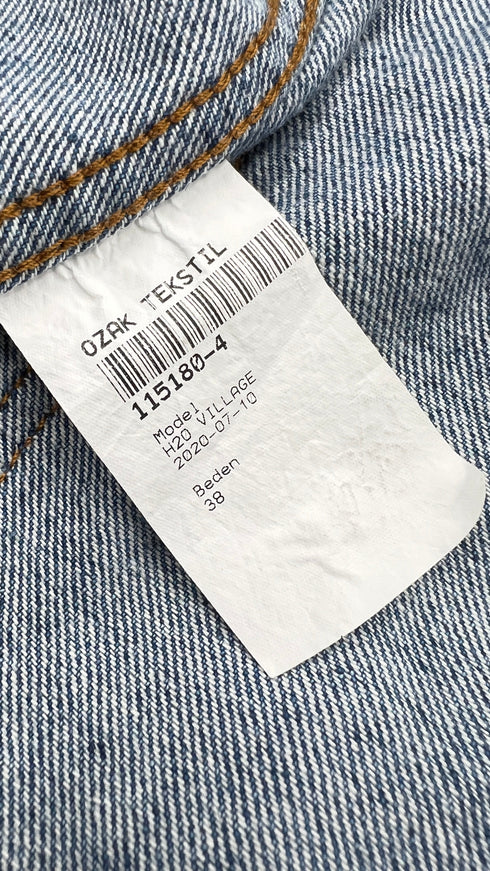 OZAK TEKSTIL
115180-4
Model
H20 VILLAGE
2020-07-10
Beden
38